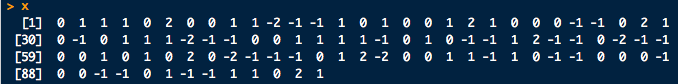 > x
[1] 0 1 1 1 0 2 0 0 1 1 -2 -1 -1 1 0 1 0 0 1 2 1 0 0 0 -1 -1 0 2 1
[30] 0 -1 0 1 1 1 -2 -1 -1 0 0 1 1 1 1 -1 0 1 0 -1 -1 1 2 -1 -1 0 -2 -1 -1
[59] 0 0 1 0 1 0 2 0 -2 -1 -1 -1 0 1 2 -2 0 0 1 1 -1 1 0 -1 -1 0 0 0 -1
[88] 0 0 -1 -1 0 1 -1 -1 1 1 0 2 1